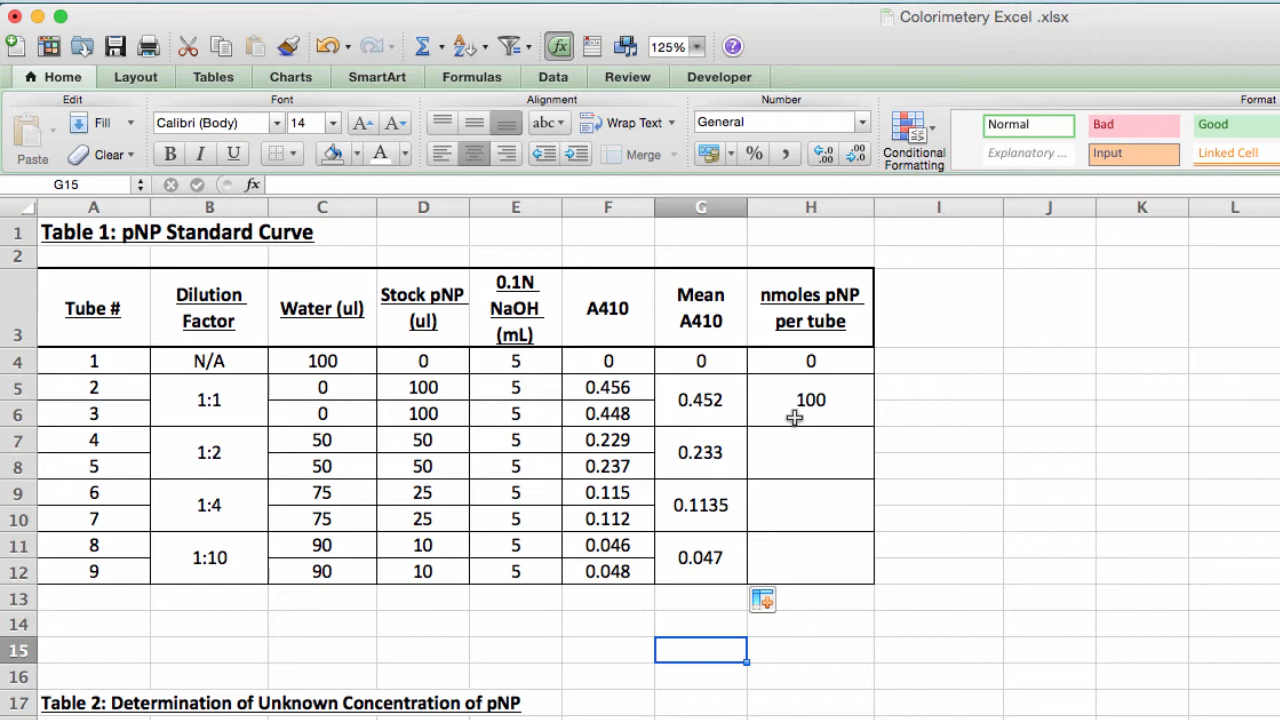 Colorimetery Excel .xlsx
125%
Home Layout Tables Charts SmartArt Formulas Data Review Developer
Edit Font Alignment Number Format
Fill Calibri (Body) 14 A A abc Wrap Text General Normal Bad Good
Paste Clear B I U A Merge % , Conditional Formatting Explanatory ... Input Linked Cell
G15 fx
A B C D E F G H I J K L
1 Table 1: pNP Standard Curve
2
3 Tube # Dilution Factor Water (ul) Stock pNP (ul) 0.1N NaOH (mL) A410 Mean A410 nmoles pNP per tube
4 1 N/A 100 0 5 0 0 0
5 2 1:1 0 100 5 0.456 0.452 100
6 3 0 100 5 0.448
7 4 1:2 50 50 5 0.229 0.233
8 5 50 50 5 0.237
9 6 1:4 75 25 5 0.115 0.1135
10 7 75 25 5 0.112
11 8 1:10 90 10 5 0.046 0.047
12 9 90 10 5 0.048
13
14
15
16
17 Table 2: Determination of Unknown Concentration of pNP